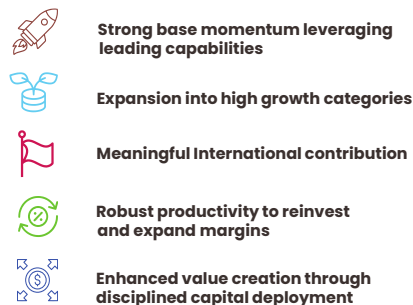 Strong base momentum leveraging
leading capabilities
Expansion into high growth categories
Meaningful International contribution
Robust productivity to reinvest
and expand margins
Enhanced value creation through
disciplined capital deployment